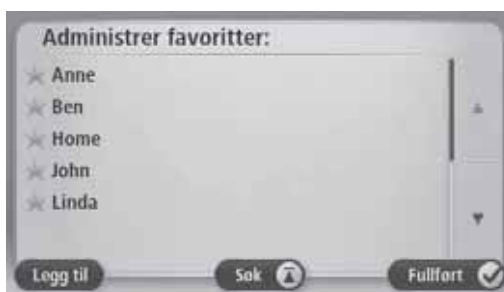 Administrer favoritter:
Anne
Ben
Home
John
Linda
Legg til
Søk
Fullført